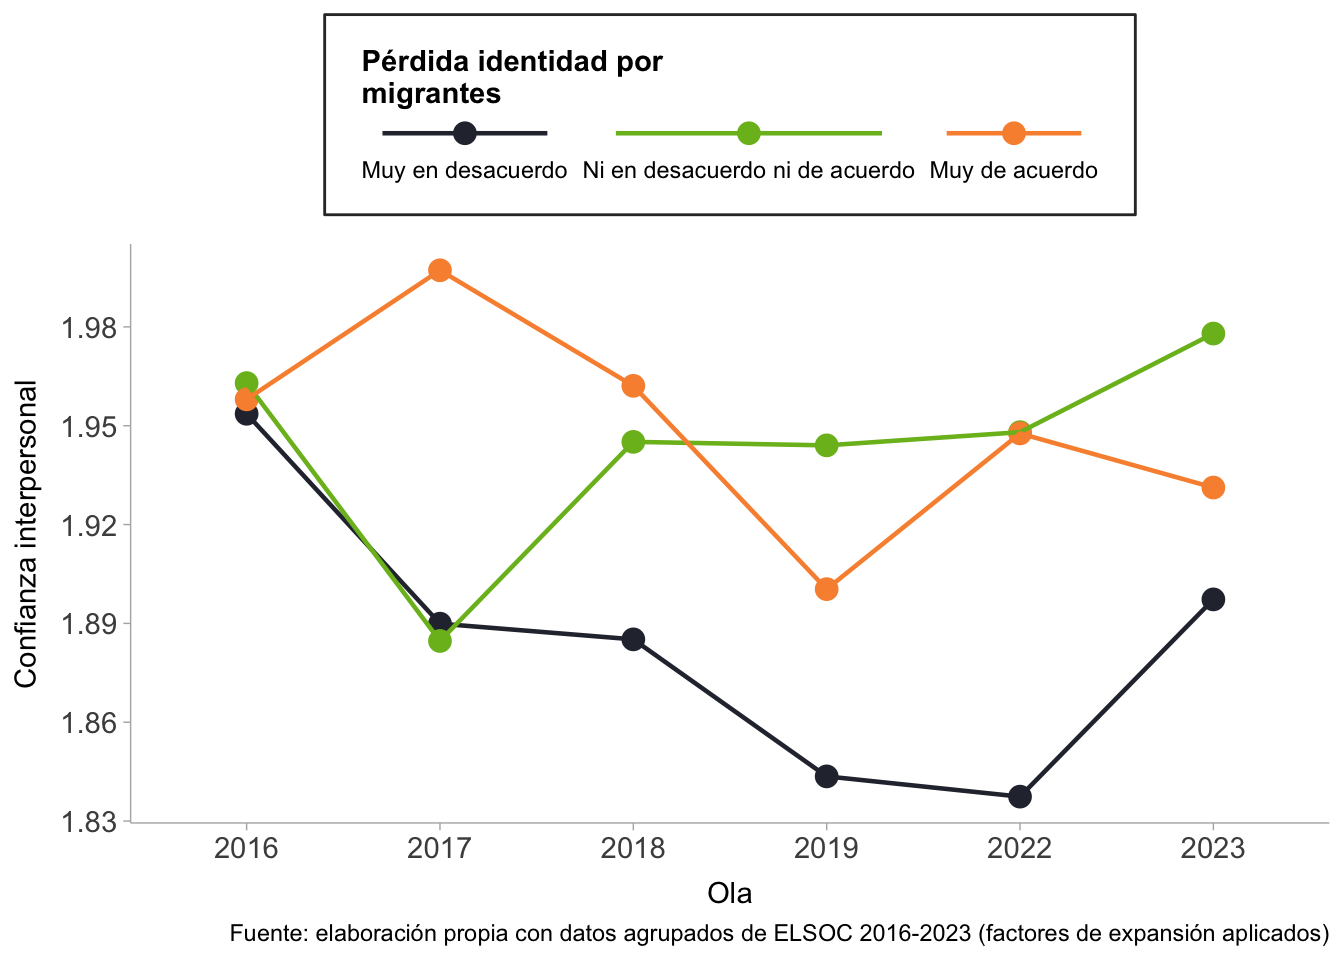 Pérdida identidad por
migrantes
Muy en desacuerdo Ni en desacuerdo ni de acuerdo Muy de acuerdo
Confianza interpersonal
1.98
1.95
1.92
1.89
1.86
1.83
2016 2017 2018 2019 2022 2023
Ola
Fuente: elaboración propia con datos agrupados de ELSOC 2016-2023 (factores de expansión aplicados)